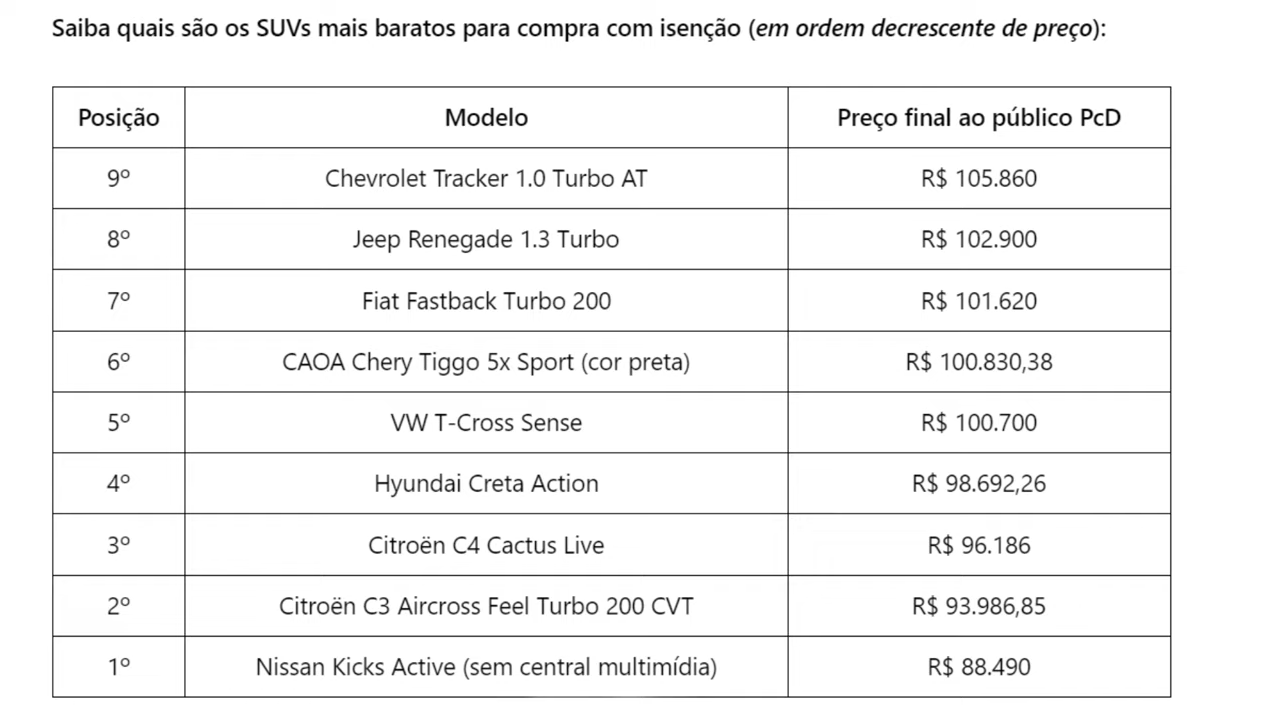 Saiba quais são os SUVs mais baratos para compra com isenção (em ordem decrescente de preço):
Posição Modelo Preço final ao público PcD
9º Chevrolet Tracker 1.0 Turbo AT R$ 105.860
8º Jeep Renegade 1.3 Turbo R$ 102.900
7º Fiat Fastback Turbo 200 R$ 101.620
6º CAOA Chery Tiggo 5x Sport (cor preta) R$ 100.830,38
5º VW T-Cross Sense R$ 100.700
4º Hyundai Creta Action R$ 98.692,26
3º Citroën C4 Cactus Live R$ 96.186
2º Citroën C3 Aircross Feel Turbo 200 CVT R$ 93.986,85
1º Nissan Kicks Active (sem central multimídia) R$ 88.490